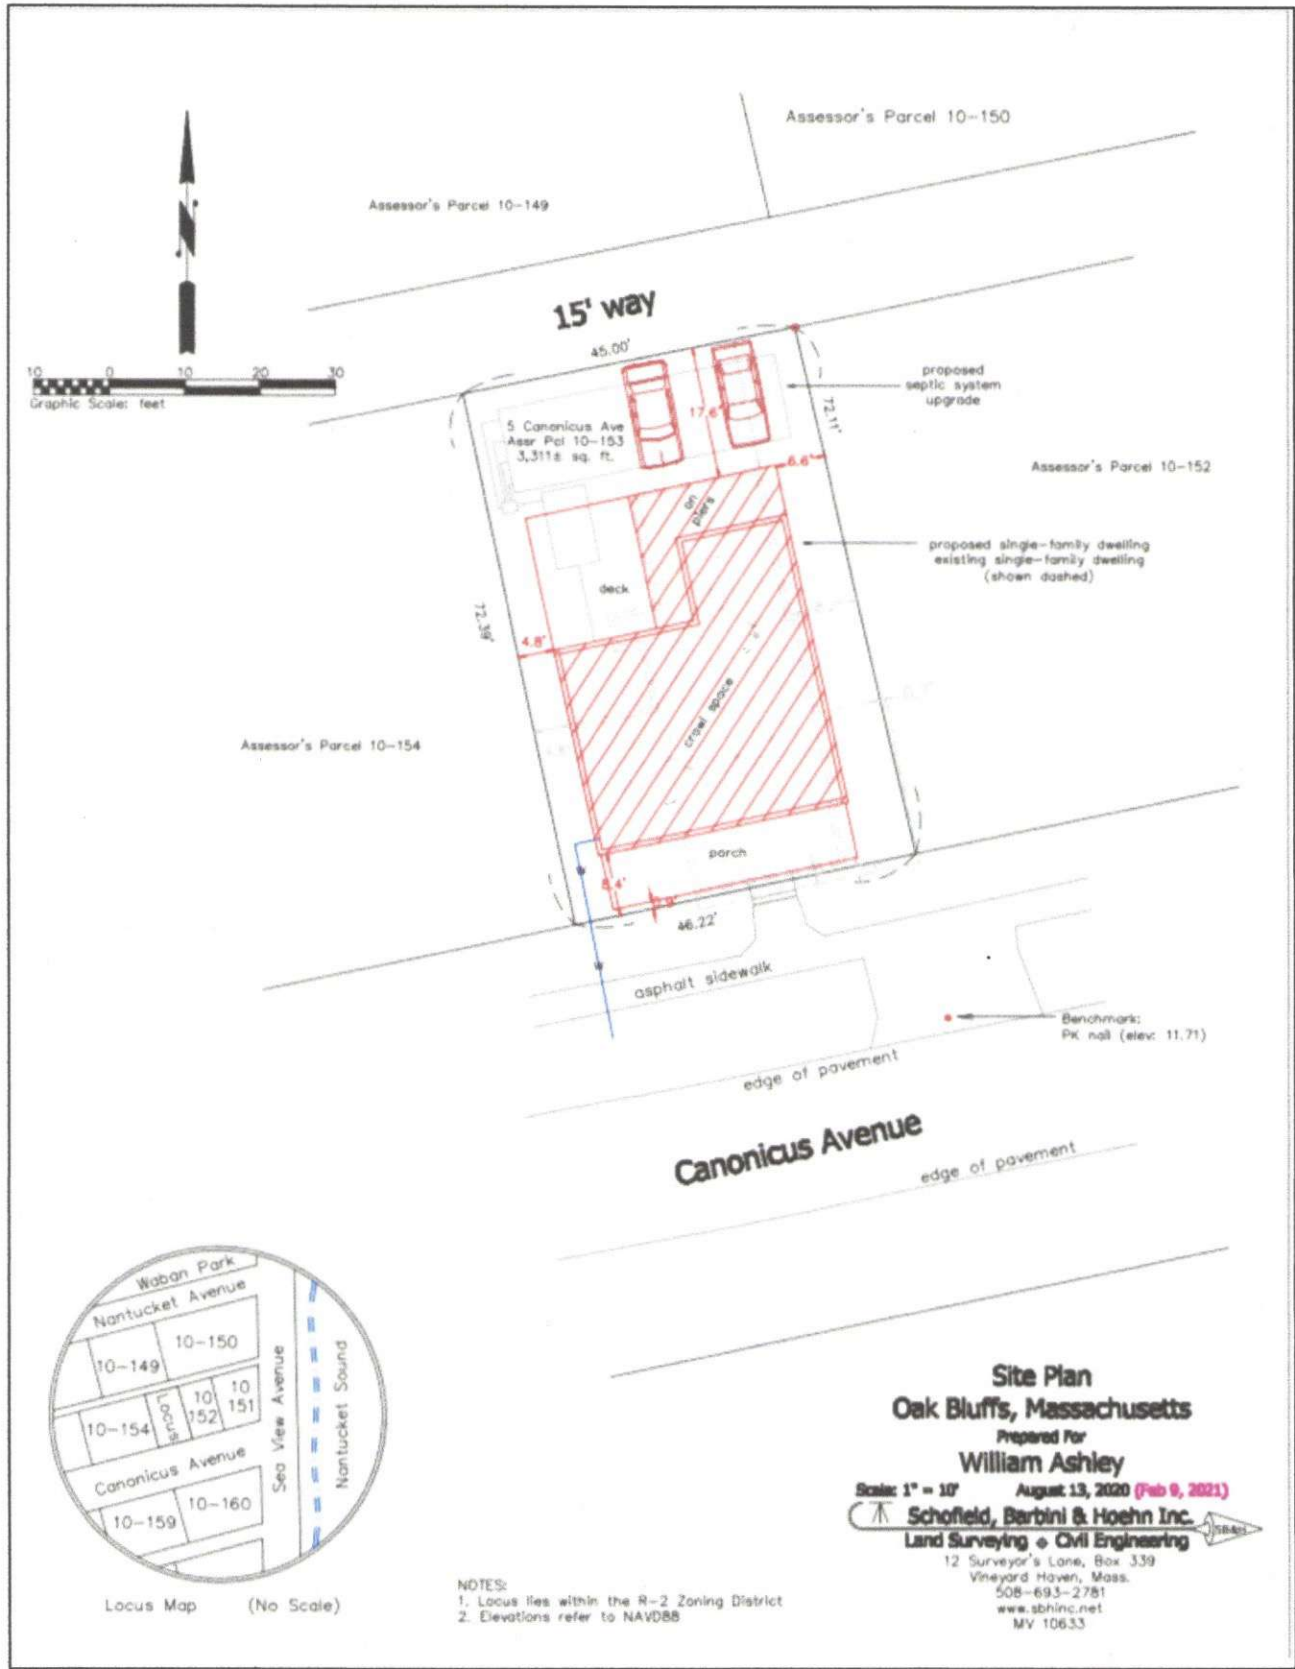 Assessor's Parcel 10-150
Assessor's Parcel 10-149
15' way
45.00'
10 0 10 20 30
Graphic Scale: feet
proposed
septic system
upgrade
17.6'
72.11'
5 Canonicus Ave
Assr Pcl 10-153
3,311± sq. ft.
Assessor's Parcel 10-152
6.6'
on
piers
proposed single-family dwelling
existing single-family dwelling
(shown dashed)
deck
72.39'
4.8'
crawl space
Assessor's Parcel 10-154
porch
8.4'
46.22'
W
W
asphalt sidewalk
Benchmark:
PK nail (elev: 11.71)
edge of pavement
Canonicus Avenue
edge of pavement
Waban Park
Nantucket Avenue
10-150
10-149
10
151
10
152
Locus
10-154
Sea View Avenue
Nantucket Sound
Canonicus Avenue
10-160
10-159
Locus Map (No Scale)
NOTES:
1. Locus lies within the R-2 Zoning District
2. Elevations refer to NAVD88
Site Plan
Oak Bluffs, Massachusetts
Prepared For
William Ashley
Scale: 1" = 10' August 13, 2020 (Feb 9, 2021)
Schofield, Barbini & Hoehn Inc.
Land Surveying Civil Engineering
12 Surveyor's Lane, Box 339
Vineyard Haven, Mass.
508-693-2781
www.sbhinc.net
MV 10633